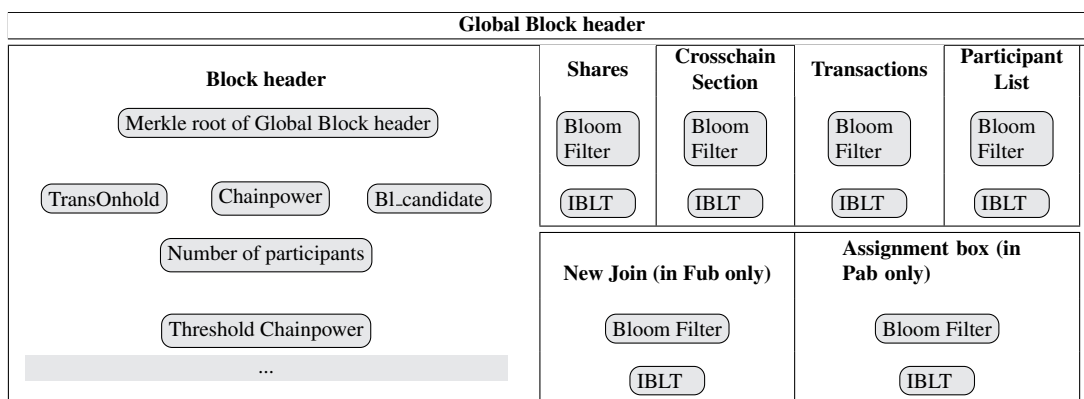 Global Block header
Block header
Merkle root of Global Block header
TransOnhold
Chainpower
Bl_candidate
Number of participants
Threshold Chainpower
...
Shares
Bloom
Filter
IBLT
Crosschain
Section
Bloom
Filter
IBLT
Transactions
Bloom
Filter
IBLT
Participant
List
Bloom
Filter
IBLT
New Join (in Fub only)
Bloom Filter
IBLT
Assignment box (in
Pab only)
Bloom Filter
IBLT